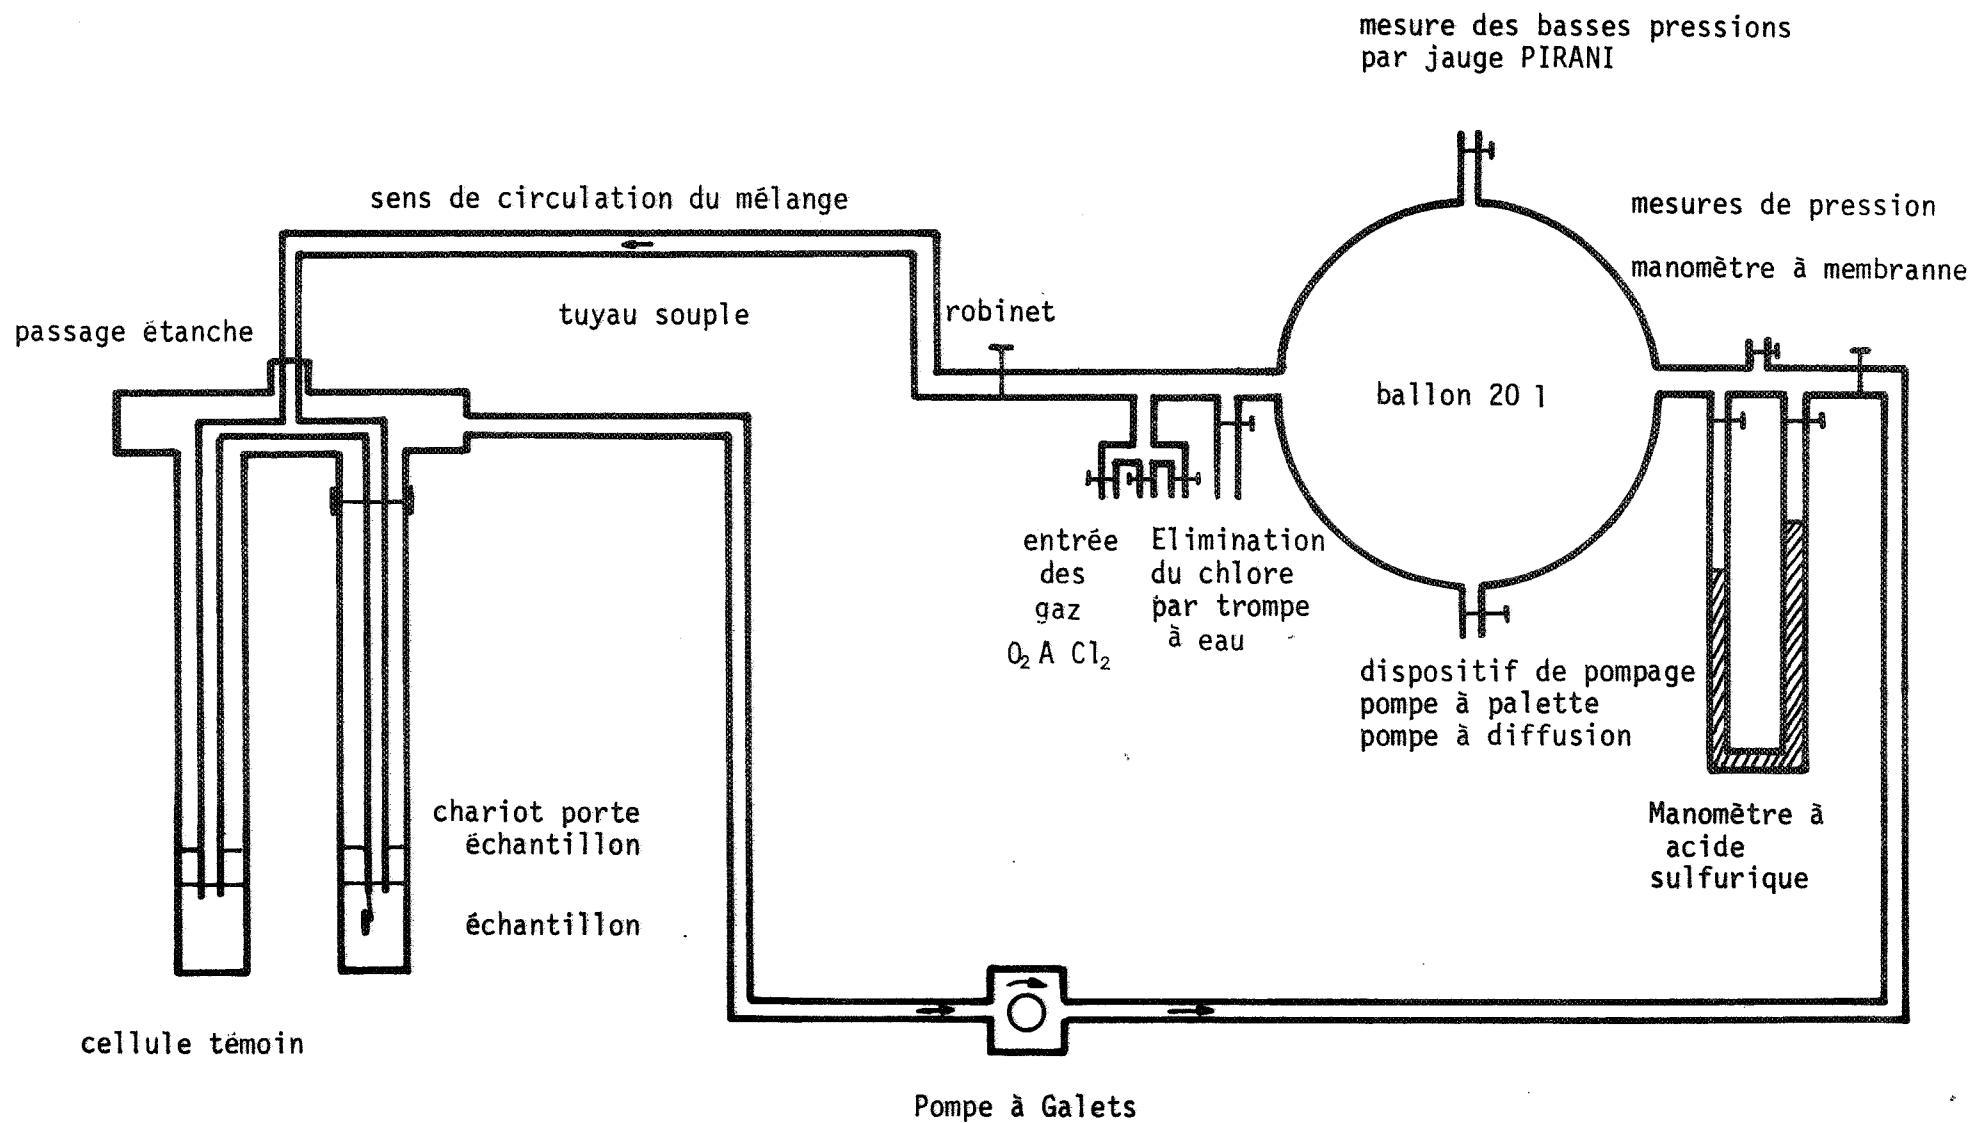 mesure des basses pressions
par jauge PIRANI
sens de circulation du mélange
mesures de pression
manomètre à membranne
tuyau souple
robinet
passage étanche
ballon 20 l
entrée
des
gaz
O₂ A Cl₂
Elimination
du chlore
par trompe
à eau
dispositif de pompage
pompe à palette
pompe à diffusion
chariot porte
échantillon
échantillon
Manomètre à
acide
sulfurique
cellule témoin
Pompe à Galets